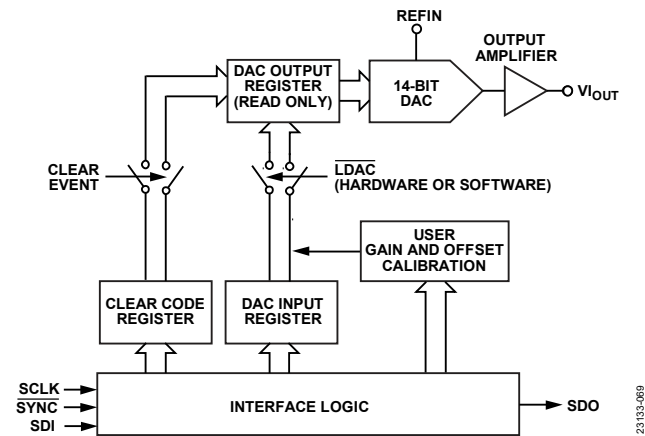 REFIN
OUTPUT
AMPLIFIER
DAC OUTPUT
REGISTER
(READ ONLY)
14-BIT
DAC
VIOUT
CLEAR
EVENT
LDAC
(HARDWARE OR SOFTWARE)
USER
GAIN AND OFFSET
CALIBRATION
CLEAR CODE
REGISTER
DAC INPUT
REGISTER
SCLK
SYNC
SDI
INTERFACE LOGIC
SDO
23133-069